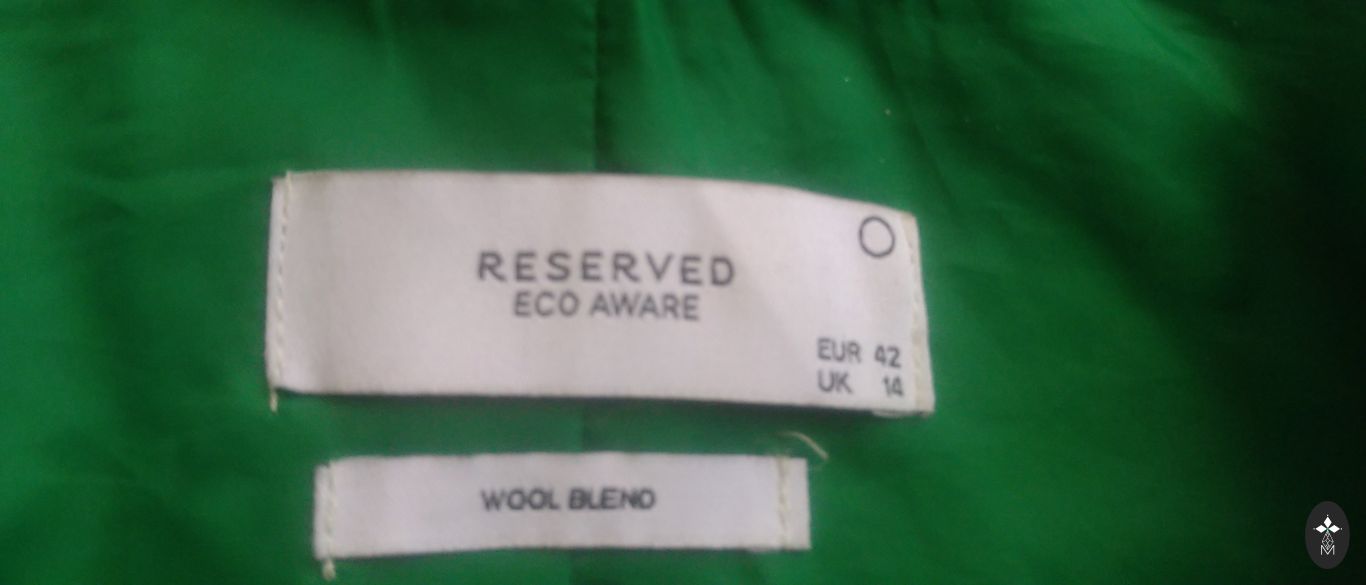 RESERVED
ECO AWARE
EUR 42
UK 14
WOOL BLEND
M